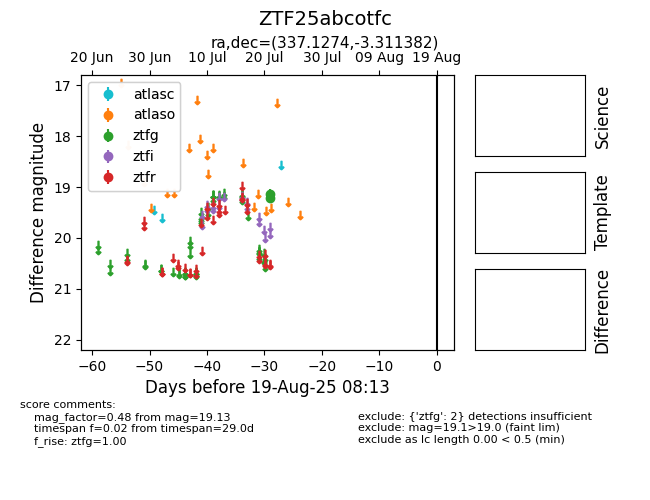 ZTF25abcotfc
ra,dec=(337.1274,-3.311382)
20 Jun 30 Jun 10 Jul 20 Jul 30 Jul 09 Aug 19 Aug
17
18
19
20
21
22
Difference magnitude
atlasc
atlaso
ztfg
ztfi
ztfr
−60 −50 −40 −30 −20 −10 0
Days before 19-Aug-25 08:13
Science
Template
Difference
score comments:
mag_factor=0.48 from mag=19.13
timespan f=0.02 from timespan=29.0d
f_rise: ztfg=1.00
exclude: {'ztfg': 2} detections insufficient
exclude: mag=19.1>19.0 (faint lim)
exclude as lc length 0.00 < 0.5 (min)